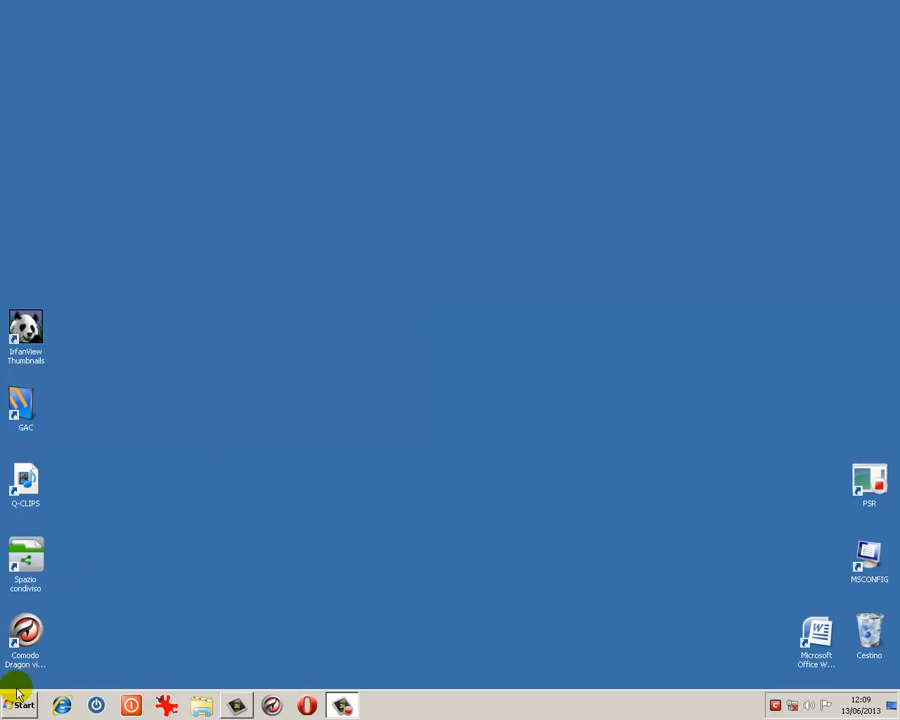 IrfanView
Thumbnails
GAC
Q-CLIPS
Spazio
condiviso
Comodo
Dragon vi...
PSR
MSCONFIG
Microsoft
Office W...
Cestino
Start
12:09
13/06/2013